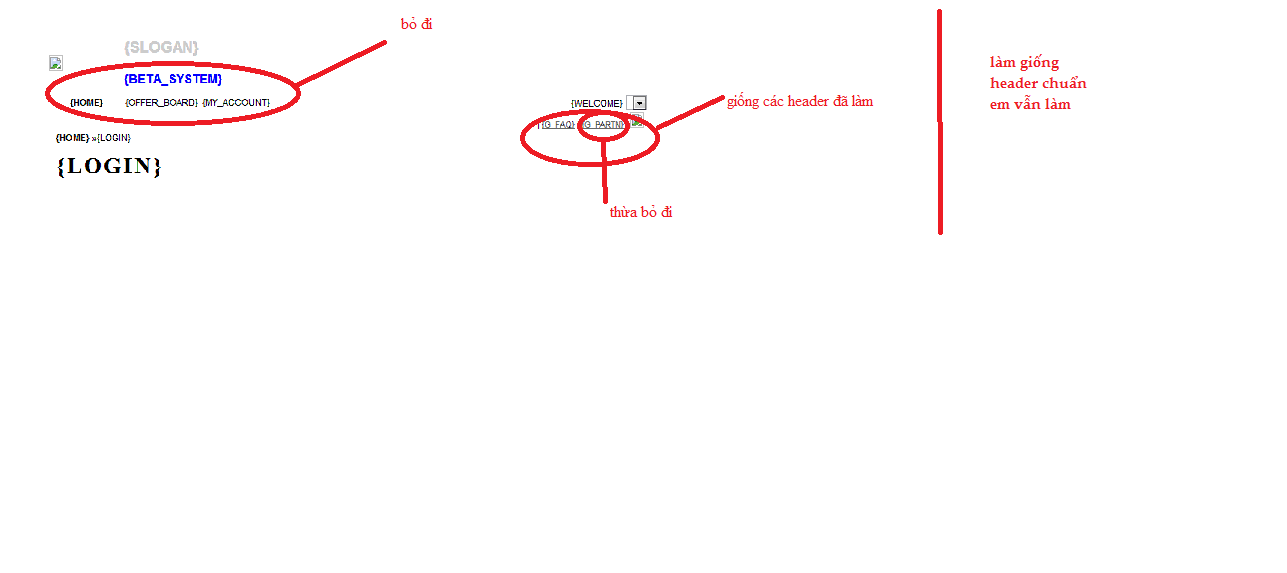 bỏ đi
{SLOGAN}
{BETA_SYSTEM}
{HOME} {OFFER_BOARD} {MY_ACCOUNT}
{WELCOME}
| {G_FAQ} {G_PARTN}
giống các header đã làm
{HOME} »{LOGIN}
{LOGIN}
thừa bỏ đi
làm giống
header chuẩn
em vẫn làm